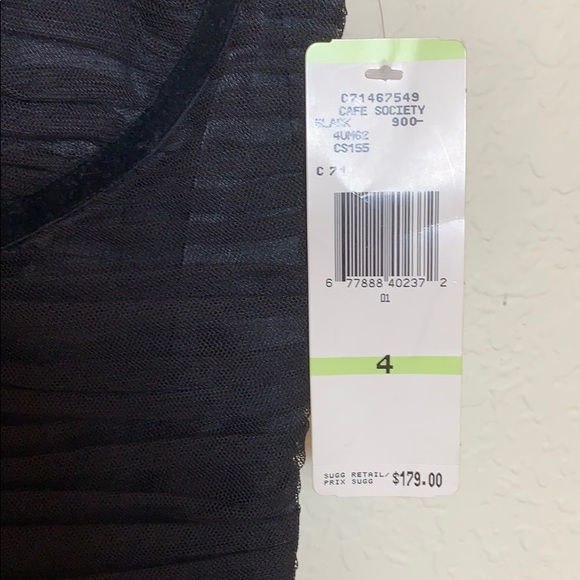 C71467549
CAFE SOCIETY
BLACK 900-
4UM62
CS155
C 71
6 77888 40237 2
01
4
SUGG RETAIL/
PRIX SUGG $179.00